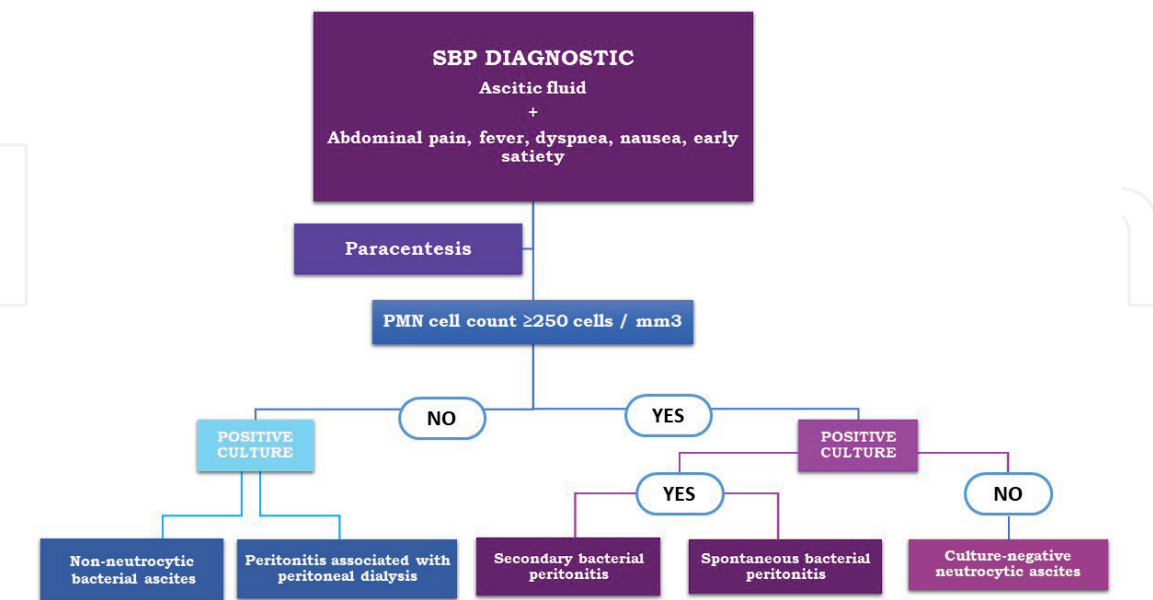 SBP DIAGNOSTIC
Ascitic fluid
+
Abdominal pain, fever, dyspnea, nausea, early
satiety
Paracentesis
PMN cell count ≥250 cells / mm3
NO
YES
POSITIVE
CULTURE
POSITIVE
CULTURE
YES
NO
Non-neutrocytic
bacterial ascites
Peritonitis associated with
peritoneal dialysis
Secondary bacterial
peritonitis
Spontaneous bacterial
peritonitis
Culture-negative
neutrocytic ascites